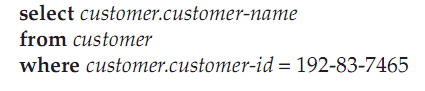 select customer.customer-name
from customer
where customer.customer-id = 192-83-7465